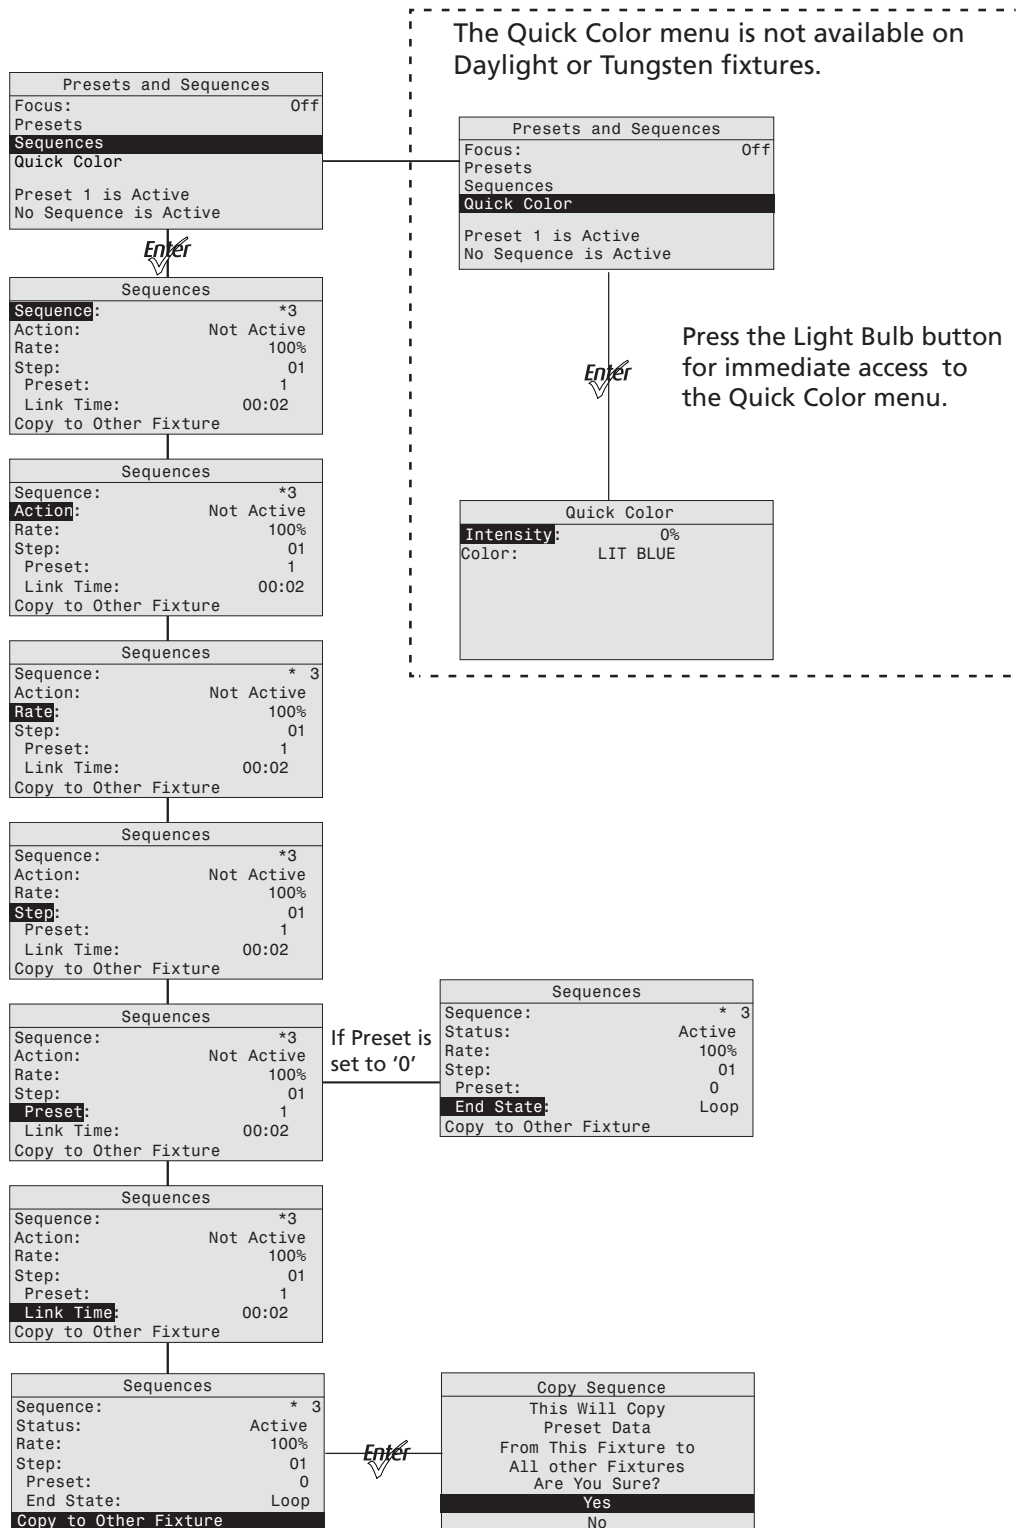 The Quick Color menu is not available on
Daylight or Tungsten fixtures.
Presets and Sequences
Focus: Off
Presets
Sequences
Quick Color
Preset 1 is Active
No Sequence is Active
Enter
Presets and Sequences
Focus: Off
Presets
Sequences
Quick Color
Preset 1 is Active
No Sequence is Active
Enter
Press the Light Bulb button
for immediate access to
the Quick Color menu.
Quick Color
Intensity: 0%
Color: LIT BLUE
Sequences
Sequence: *3
Action: Not Active
Rate: 100%
Step: 01
Preset: 1
Link Time: 00:02
Copy to Other Fixture
Sequences
Sequence: *3
Action: Not Active
Rate: 100%
Step: 01
Preset: 1
Link Time: 00:02
Copy to Other Fixture
Sequences
Sequence: * 3
Action: Not Active
Rate: 100%
Step: 01
Preset: 1
Link Time: 00:02
Copy to Other Fixture
Sequences
Sequence: *3
Action: Not Active
Rate: 100%
Step: 01
Preset: 1
Link Time: 00:02
Copy to Other Fixture
Sequences
Sequence: *3
Action: Not Active
Rate: 100%
Step: 01
Preset: 1
Link Time: 00:02
Copy to Other Fixture
If Preset is
set to ‘0’
Sequences
Sequence: * 3
Status: Active
Rate: 100%
Step: 01
Preset: 0
End State: Loop
Copy to Other Fixture
Sequences
Sequence: *3
Action: Not Active
Rate: 100%
Step: 01
Preset: 1
Link Time: 00:02
Copy to Other Fixture
Sequences
Sequence: * 3
Status: Active
Rate: 100%
Step: 01
Preset: 0
End State: Loop
Copy to Other Fixture
Enter
Copy Sequence
This Will Copy
Preset Data
From This Fixture to
All other Fixtures
Are You Sure?
Yes
No